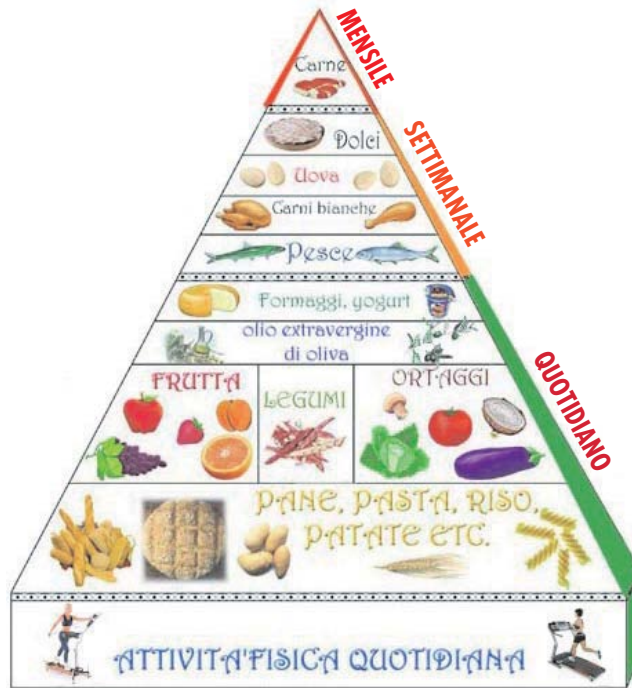 MENSILE
Carne
SETTIMANALE
Dolci
Uova
Carni bianche
Pesce
QUOTIDIANO
Formaggi, yogurt
olio extravergine
di oliva
FRUTTA
LEGUMI
ORTAGGI
PANE, PASTA, RISO,
PATATE ETC.
ATTIVITA'FISICA QUOTIDIANA